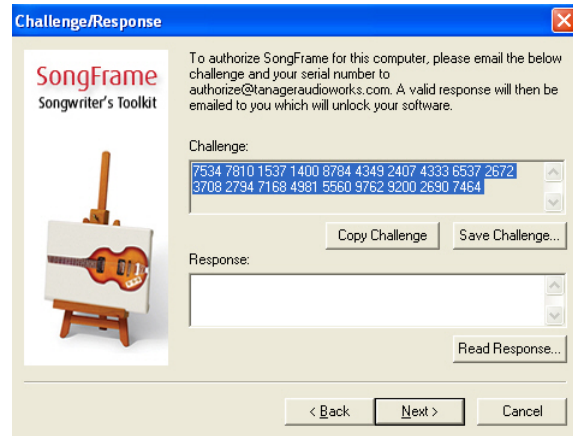 Challenge/Response
SongFrame
Songwriter's Toolkit
To authorize SongFrame for this computer, please email the below
challenge and your serial number to
authorize@tanageraudioworks.com. A valid response will then be
emailed to you which will unlock your software.
Challenge:
7534 7810 1537 1400 8784 4349 2407 4333 6537 2672
3708 2794 7168 4981 5560 9762 9200 2690 7464
Copy Challenge
Save Challenge...
Response:
Read Response...
< Back
Next >
Cancel